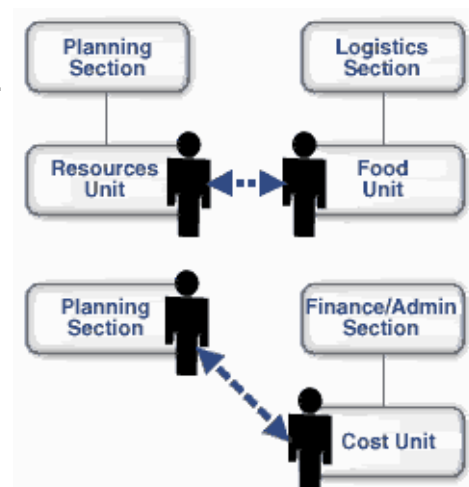 Planning
Section
Logistics
Section
Resources
Unit
Food
Unit
Planning
Section
Finance/Admin
Section
Cost Unit